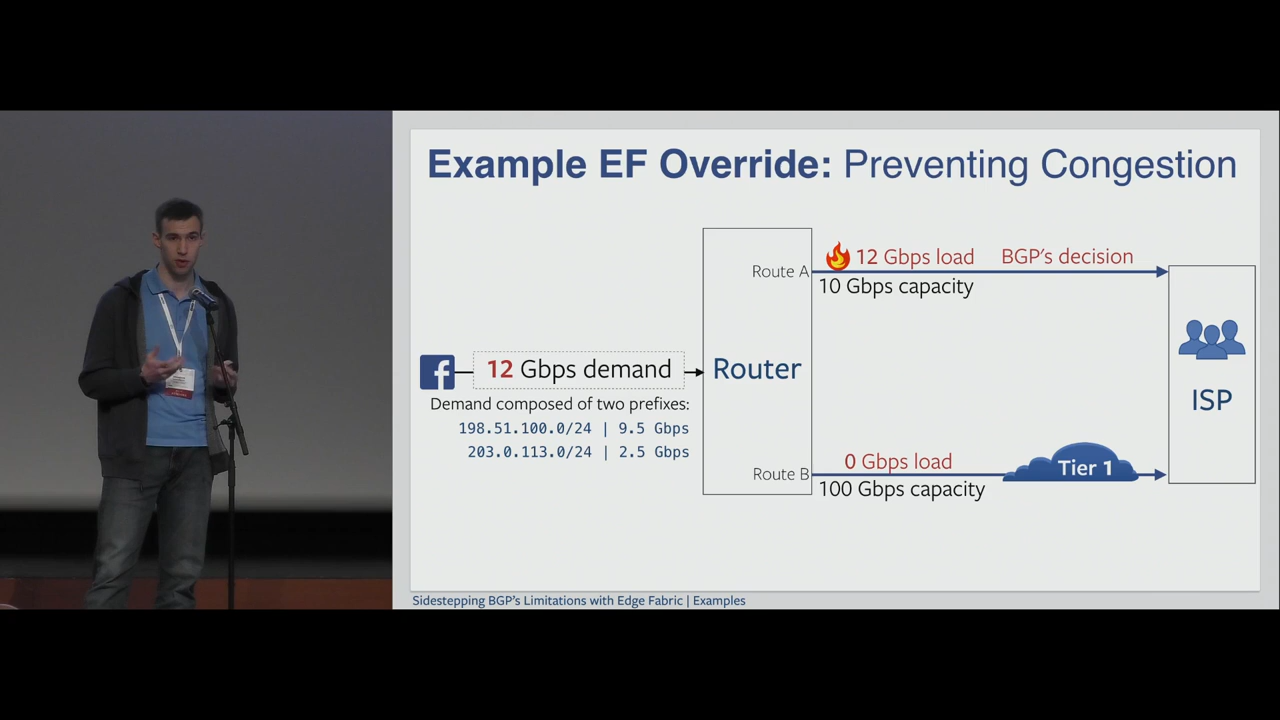 Example EF Override: Preventing Congestion
Route A
🔥 12 Gbps load BGP's decision
10 Gbps capacity
12 Gbps demand
Router
ISP
Demand composed of two prefixes:
198.51.100.0/24 | 9.5 Gbps
203.0.113.0/24 | 2.5 Gbps
Route B
0 Gbps load
Tier 1
100 Gbps capacity
Sidestepping BGP's Limitations with Edge Fabric | Examples